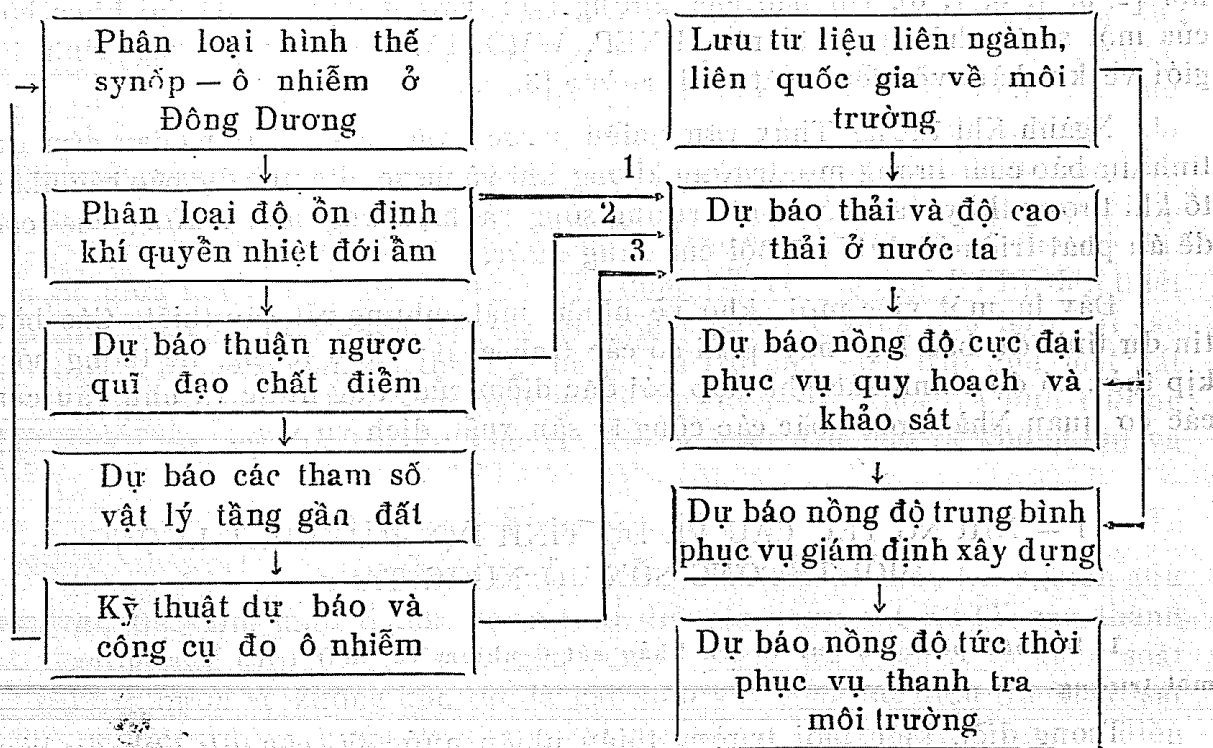 Phân loại hình thế
synốp — ô nhiễm ở
Đông Dương
Phân loại độ ổn định
khí quyển nhiệt đới ẩm
Dự báo thuận ngược
quĩ đạo chất điểm
Dự báo các tham số
vật lý tầng gần đất
Kỹ thuật dự báo và
công cụ đo ô nhiễm
1
2
3
Lưu tư liệu liên ngành,
liên quốc gia về môi
trường
Dự báo thải và độ cao
thải ở nước ta
Dự báo nồng độ cực đại
phục vụ quy hoạch và
khảo sát
Dự báo nồng độ trung bình
phục vụ giám định xây dựng
Dự báo nồng độ tức thời
phục vụ thanh tra
môi trường